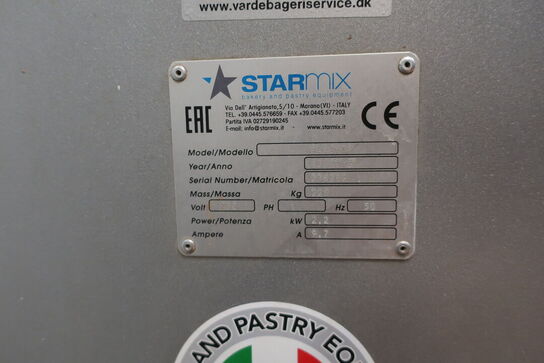 www.vardebageriservice.dk
STARMIX
bakery and pastry equipment
Via Dell' Artigianato, 5/10 - Marano(VI) - ITALY
TEL. +39.0445.576659 - FAX +39.0445.577203
Partita IVA 02729190245
E-mail: info@starmix.it - www.starmix.it
EAC
CE
Model/Modello
Year/Anno
Serial Number/Matricola
Mass/Massa Kg
Volt PH Hz 50
Power/Potenza kW 2,2
Ampere A
AND PASTRY EQ